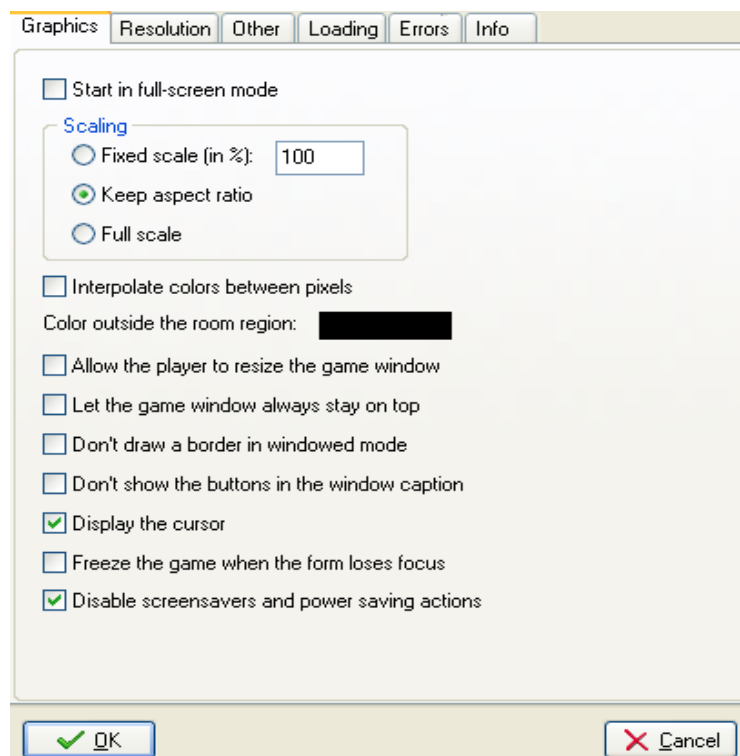 Graphics Resolution Other Loading Errors Info
Start in full-screen mode
Scaling
Fixed scale (in %): 100
Keep aspect ratio
Full scale
Interpolate colors between pixels
Color outside the room region:
Allow the player to resize the game window
Let the game window always stay on top
Don't draw a border in windowed mode
Don't show the buttons in the window caption
Display the cursor
Freeze the game when the form loses focus
Disable screensavers and power saving actions
OK Cancel